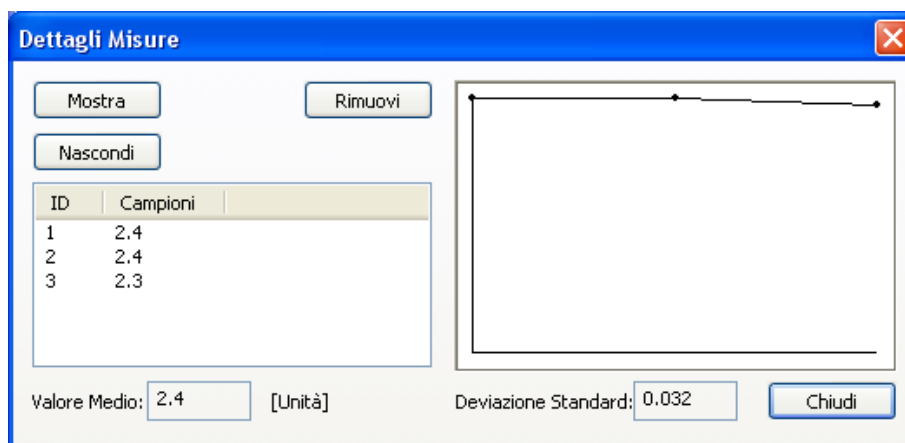 Dettagli Misure
Mostra
Rimuovi
Nascondi
ID Campioni
1 2.4
2 2.4
3 2.3
Valore Medio: 2.4 [Unità] Deviazione Standard: 0.032 Chiudi